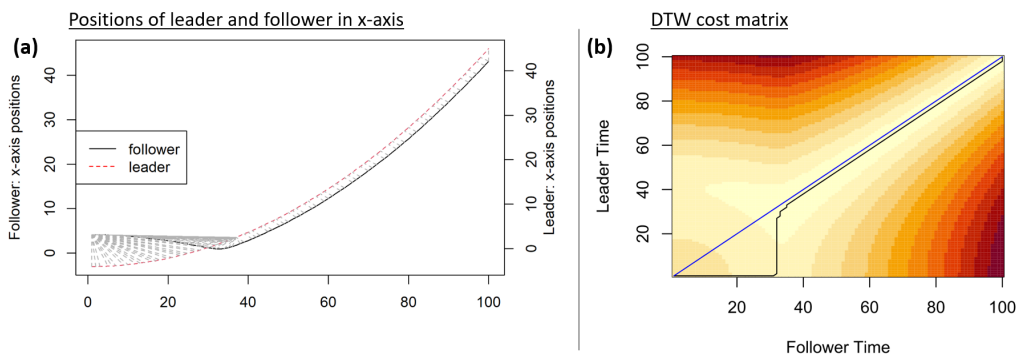 Positions of leader and follower in x-axis
DTW cost matrix
(a)
(b)
Follower: x-axis positions
0 10 20 30 40
follower
leader
0 20 40 60 80 100
0 10 20 30 40
Leader: x-axis positions
Leader Time
20 40 60 80 100
20 40 60 80 100
Follower Time